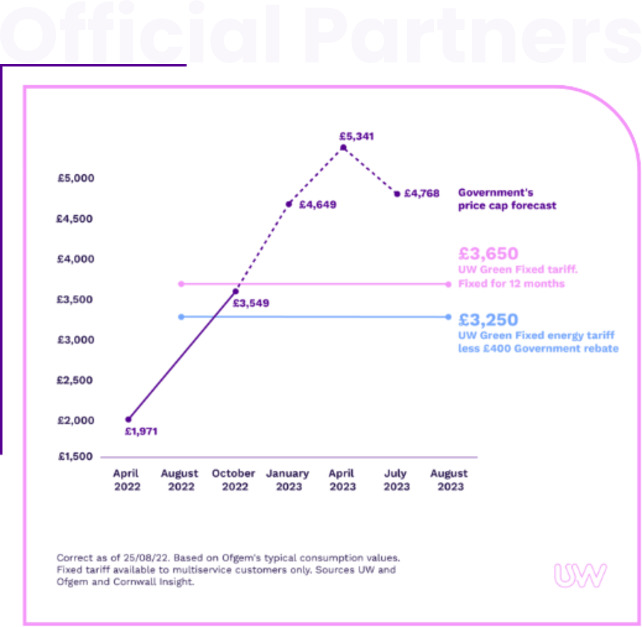 Official Partners
£5,341
£5,000
£4,768
Government's
price cap forecast
£4,500
£4,649
£4,000
£3,650
UW Green Fixed tariff.
Fixed for 12 months
£3,500
£3,549
£3,250
UW Green Fixed energy tariff
less £400 Government rebate
£3,000
£2,500
£2,000
£1,971
£1,500
April August October January April July August
2022 2022 2022 2023 2023 2023 2023
Correct as of 25/08/22. Based on Ofgem's typical consumption values.
Fixed tariff available to multiservice customers only. Sources UW and
Ofgem and Cornwall Insight.
UW